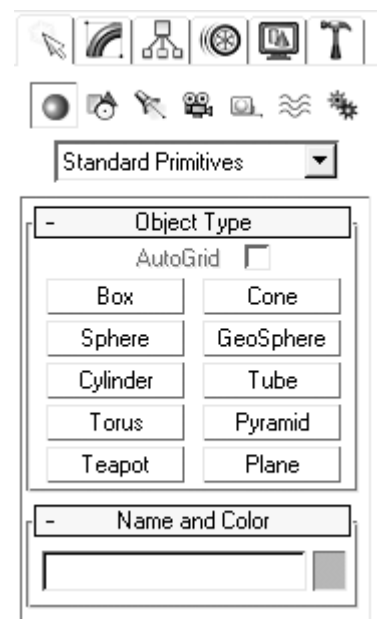 Standard Primitives
- Object Type
AutoGrid
Box Cone
Sphere GeoSphere
Cylinder Tube
Torus Pyramid
Teapot Plane
- Name and Color